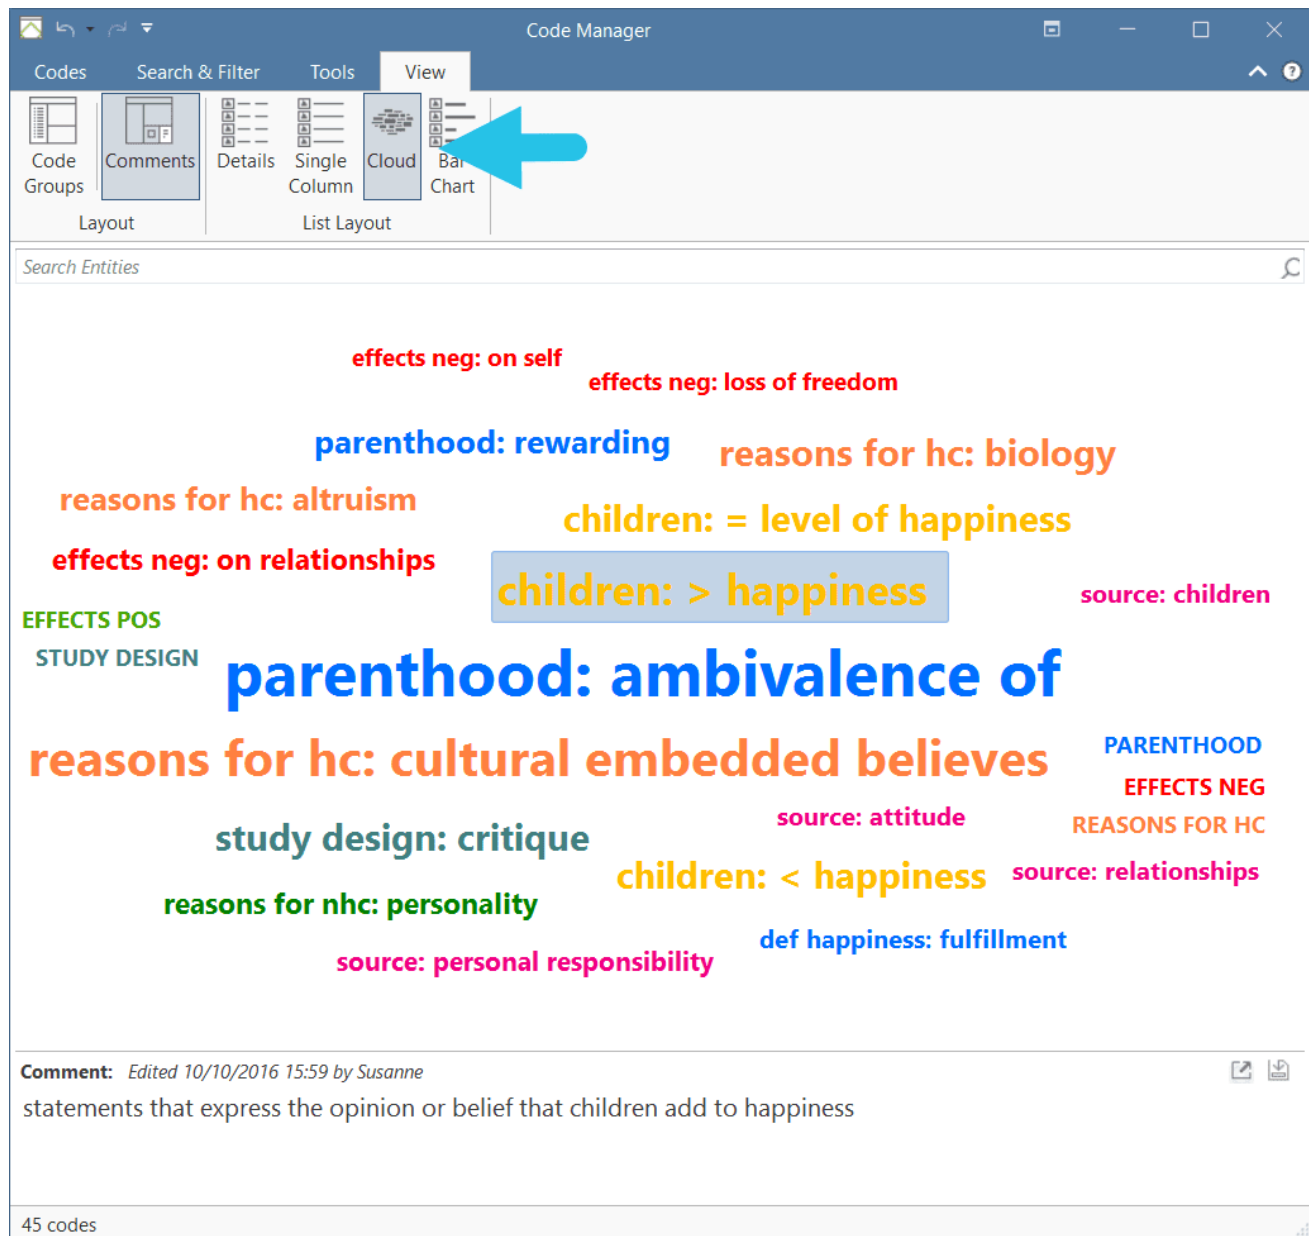 Code Manager
Codes Search & Filter Tools View
Code Groups
Comments
Details
Single Column
Cloud
Bar Chart
Layout List Layout
Search Entities
effects neg: on self
effects neg: loss of freedom
parenthood: rewarding
reasons for hc: biology
reasons for hc: altruism
children: = level of happiness
effects neg: on relationships
children: > happiness
source: children
EFFECTS POS
STUDY DESIGN
parenthood: ambivalence of
reasons for hc: cultural embedded believes
PARENTHOOD
EFFECTS NEG
source: attitude
REASONS FOR HC
study design: critique
children: < happiness
source: relationships
reasons for nhc: personality
def happiness: fulfillment
source: personal responsibility
Comment: Edited 10/10/2016 15:59 by Susanne
statements that express the opinion or belief that children add to happiness
45 codes